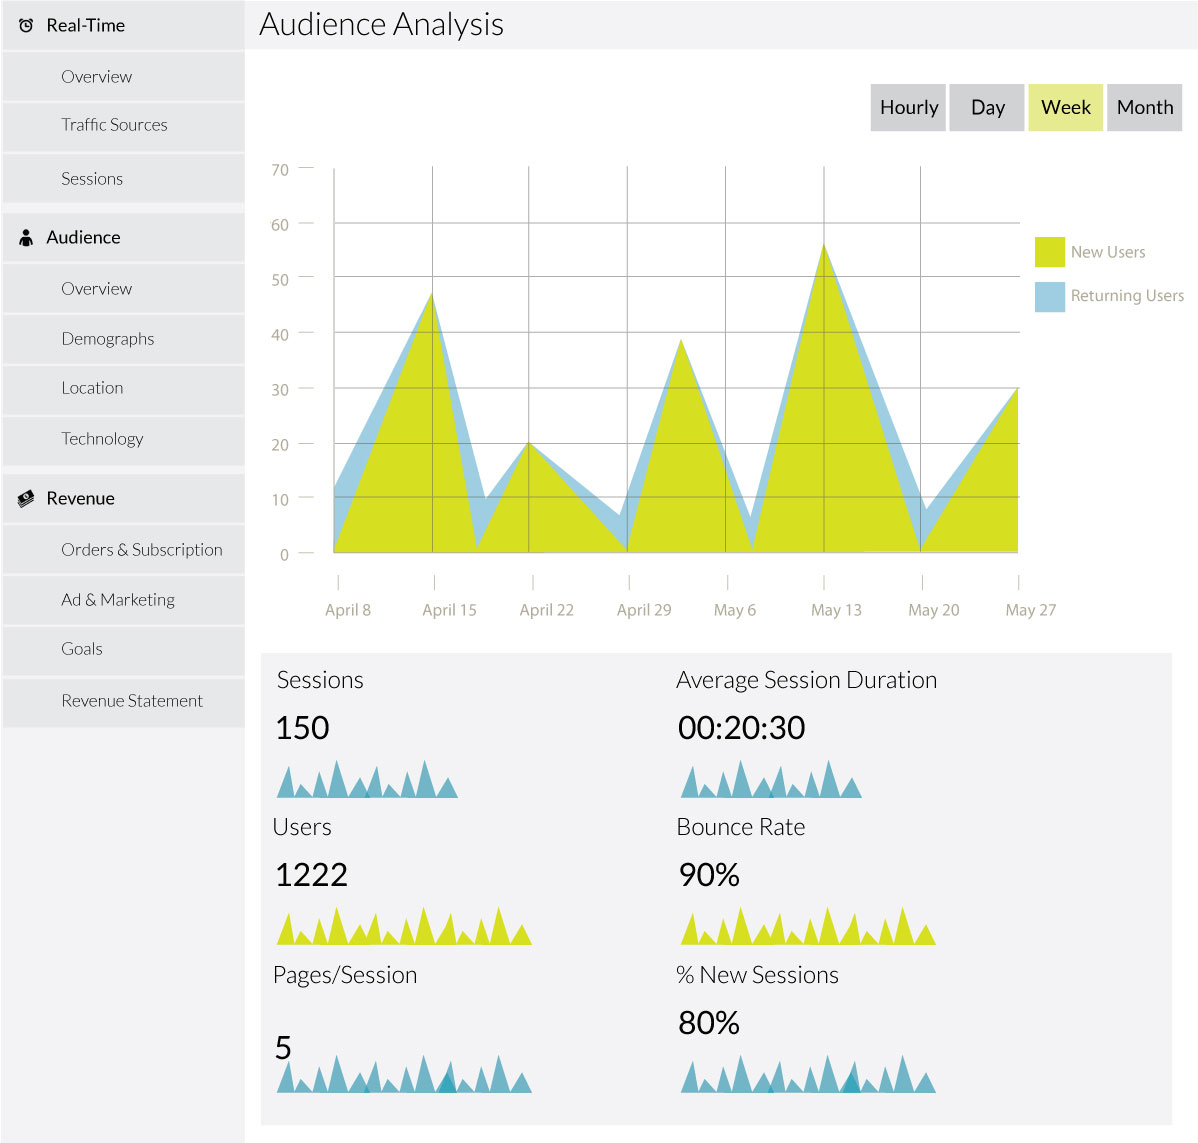 Real-Time
Overview
Traffic Sources
Sessions
Audience
Overview
Demographs
Location
Technology
Revenue
Orders & Subscription
Ad & Marketing
Goals
Revenue Statement
Audience Analysis
Hourly Day Week Month
70
60
50
40
30
20
10
0
April 8 April 15 April 22 April 29 May 6 May 13 May 20 May 27
New Users
Returning Users
Sessions
150
Average Session Duration
00:20:30
Users
1222
Bounce Rate
90%
Pages/Session
5
% New Sessions
80%